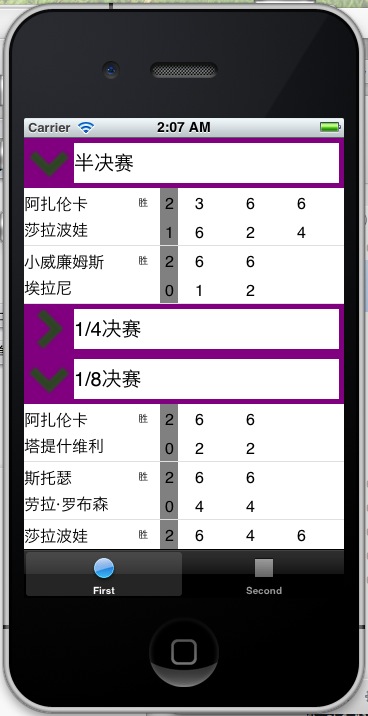 Carrier 2:07 AM
半决赛
阿扎伦卡 胜 2 3 6 6
莎拉波娃 1 6 2 4
小威廉姆斯 胜 2 6 6
埃拉尼 0 1 2
1/4决赛
1/8决赛
阿扎伦卡 胜 2 6 6
塔提什维利 0 2 2
斯托瑟 胜 2 6 6
劳拉·罗布森 0 4 4
莎拉波娃 胜 2 6 4 6
First Second